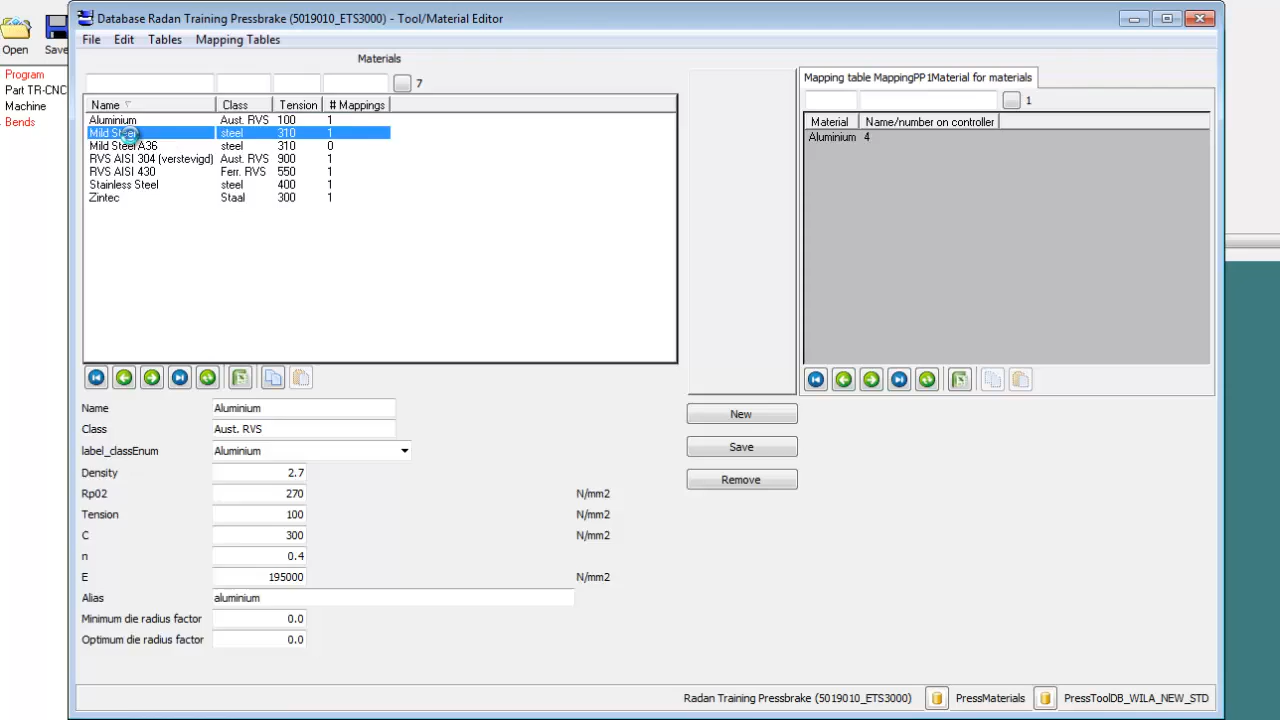 Database Radan Training Pressbrake (5019010_ETS3000) - Tool/Material Editor
Open
Save
File Edit Tables Mapping Tables
Program
Part TR-CNC
Machine
Bends
Materials
7
Name Class Tension # Mappings
Aluminium Aust. RVS 100 1
Mild Steel steel 310 1
Mild Steel A36 steel 310 0
RVS AISI 304 (verstevigd) Aust. RVS 900 1
RVS AISI 430 Ferr. RVS 550 1
Stainless Steel steel 400 1
Zintec Staal 300 1
Mapping table MappingPP1Material for materials
1
Material Name/number on controller
Aluminium 4
Name Aluminium
Class Aust. RVS
label_classEnum Aluminium
Density 2.7
Rp02 270 N/mm2
Tension 100 N/mm2
C 300 N/mm2
n 0.4
E 195000 N/mm2
Alias aluminium
Minimum die radius factor 0.0
Optimum die radius factor 0.0
New
Save
Remove
Radan Training Pressbrake (5019010_ETS3000) PressMaterials PressToolDB_WILA_NEW_STD